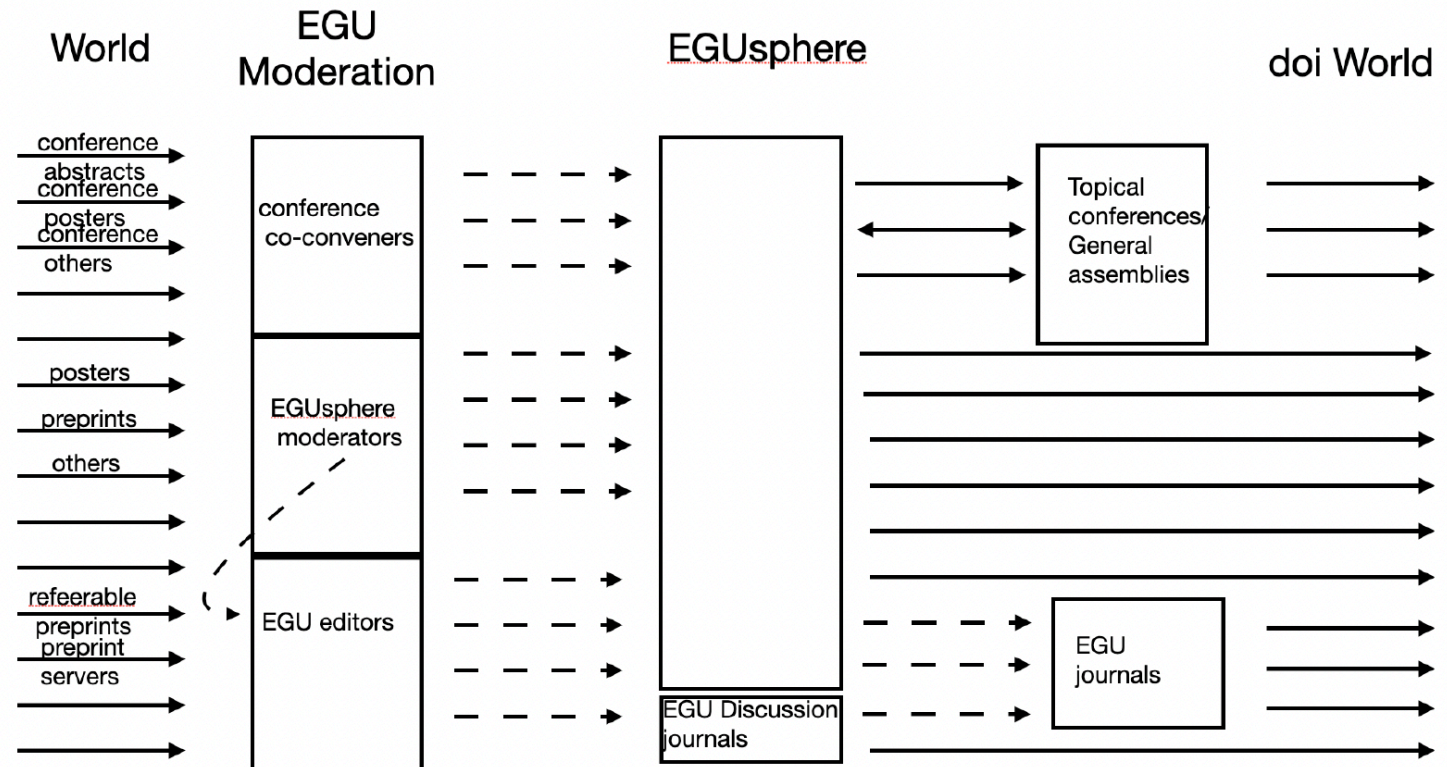 World
EGU
Moderation
EGUsphere
doi World
conference
abstracts
conference
posters
conference
others
posters
preprints
others
refeerable
preprints
preprint
servers
conference
co-conveners
EGUsphere
moderators
EGU editors
EGU Discussion
journals
Topical
conferences/
General
assemblies
EGU
journals